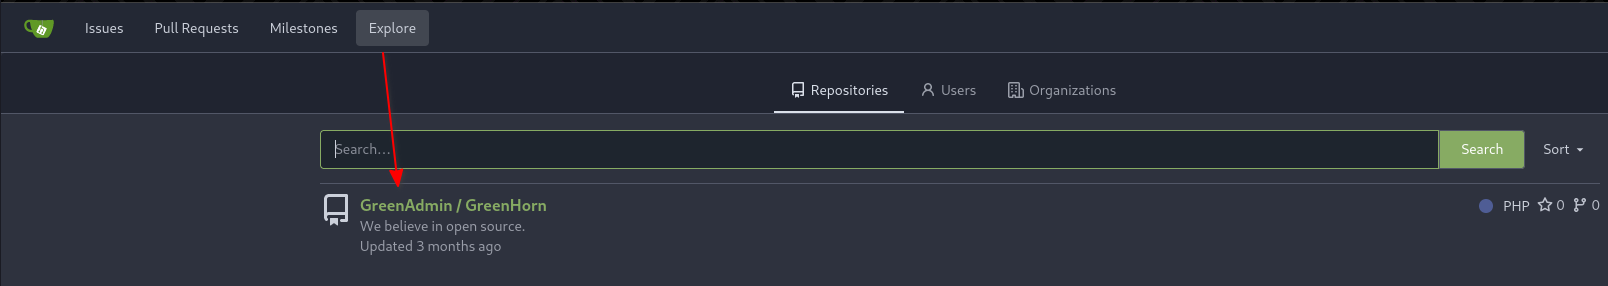 Issues Pull Requests Milestones Explore
Repositories Users Organizations
Search... Search Sort
GreenAdmin / GreenHorn PHP 0 0
We believe in open source.
Updated 3 months ago